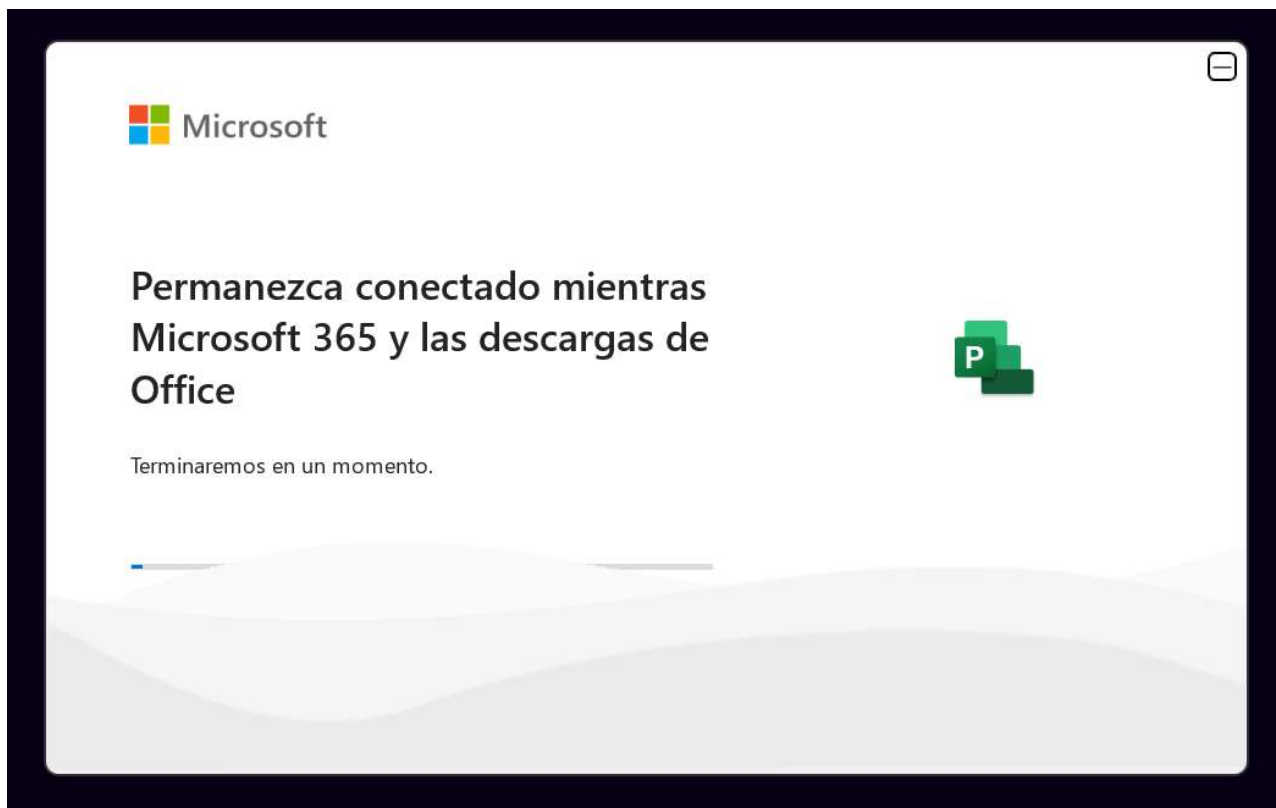 Microsoft
Permanezca conectado mientras
Microsoft 365 y las descargas de
Office
P
Terminaremos en un momento.